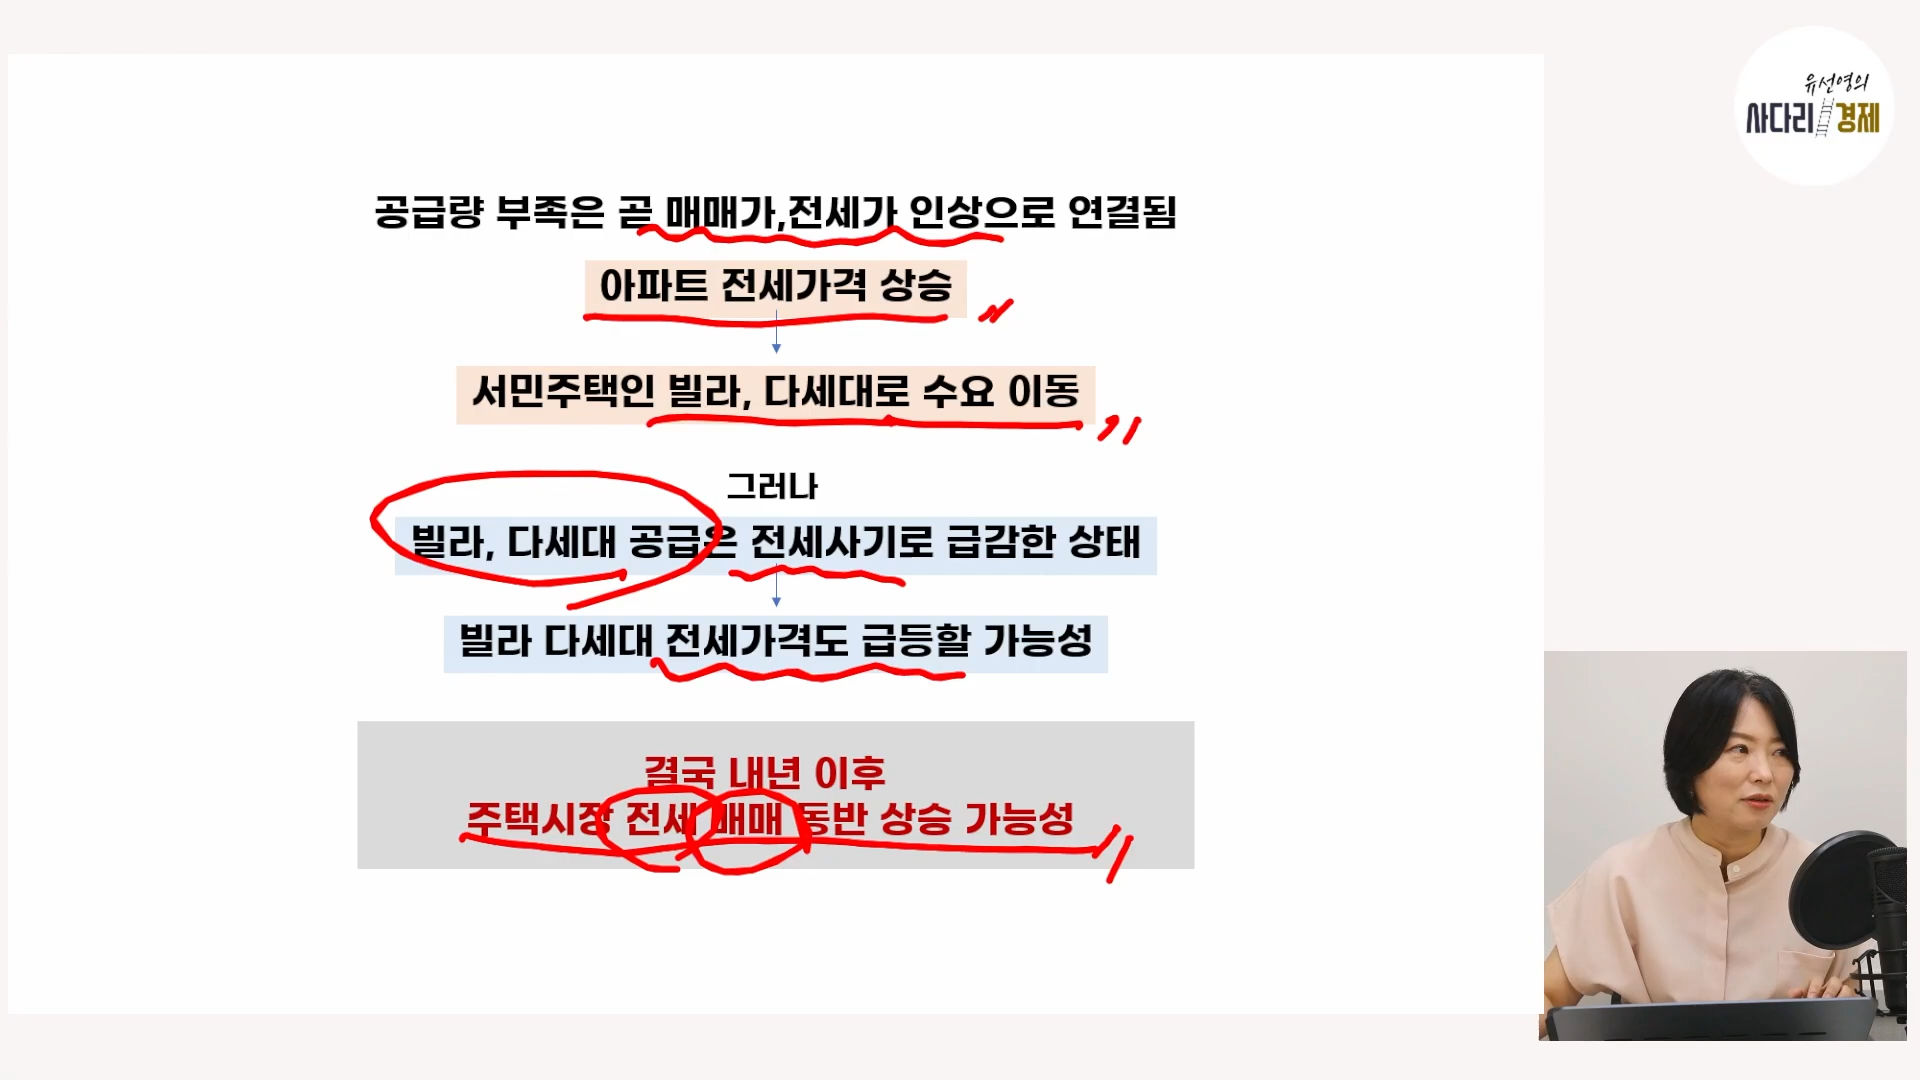 유선영의
사다리 경제
공급량 부족은 곧 매매가,전세가 인상으로 연결됨
아파트 전세가격 상승
서민주택인 빌라, 다세대로 수요 이동
그러나
빌라, 다세대 공급은 전세사기로 급감한 상태
빌라 다세대 전세가격도 급등할 가능성
결국 내년 이후
주택시장 전세 매매 동반 상승 가능성